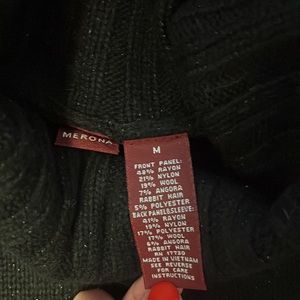 MERONA
M
FRONT PANEL:
48% RAYON
21% NYLON
19% WOOL
7% ANGORA
RABBIT HAIR
5% POLYESTER
BACK PANEL&SLEEVE:
41% RAYON
19% NYLON
17% WOOL
17% POLYESTER
6% ANGORA
RABBIT HAIR
RN 17730
MADE IN VIETNAM
SEE REVERSE
FOR CARE
INSTRUCTIONS